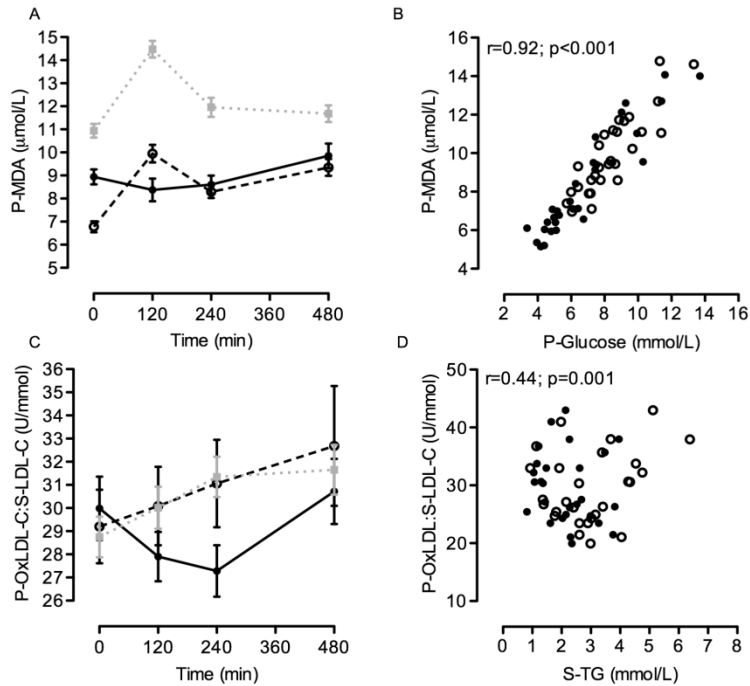 A
P-MDA (μmol/L)
15
14
13
12
11
10
9
8
7
6
5
0 120 240 480
Time (min)
B
r=0.92; p<0.001
P-MDA (μmol/L)
16
14
12
10
8
6
4
2 4 6 8 10 12 14 16
P-Glucose (mmol/L)
C
P-OxLDL-C:S-LDL-C (U/mmol)
36
35
34
33
32
31
30
29
28
27
26
0 120 240 480
Time (min)
D
r=0.44; p=0.001
P-OxLDL:S-LDL-C (U/mmol)
50
40
30
20
10
0 1 2 3 4 5 6 7 8
S-TG (mmol/L)